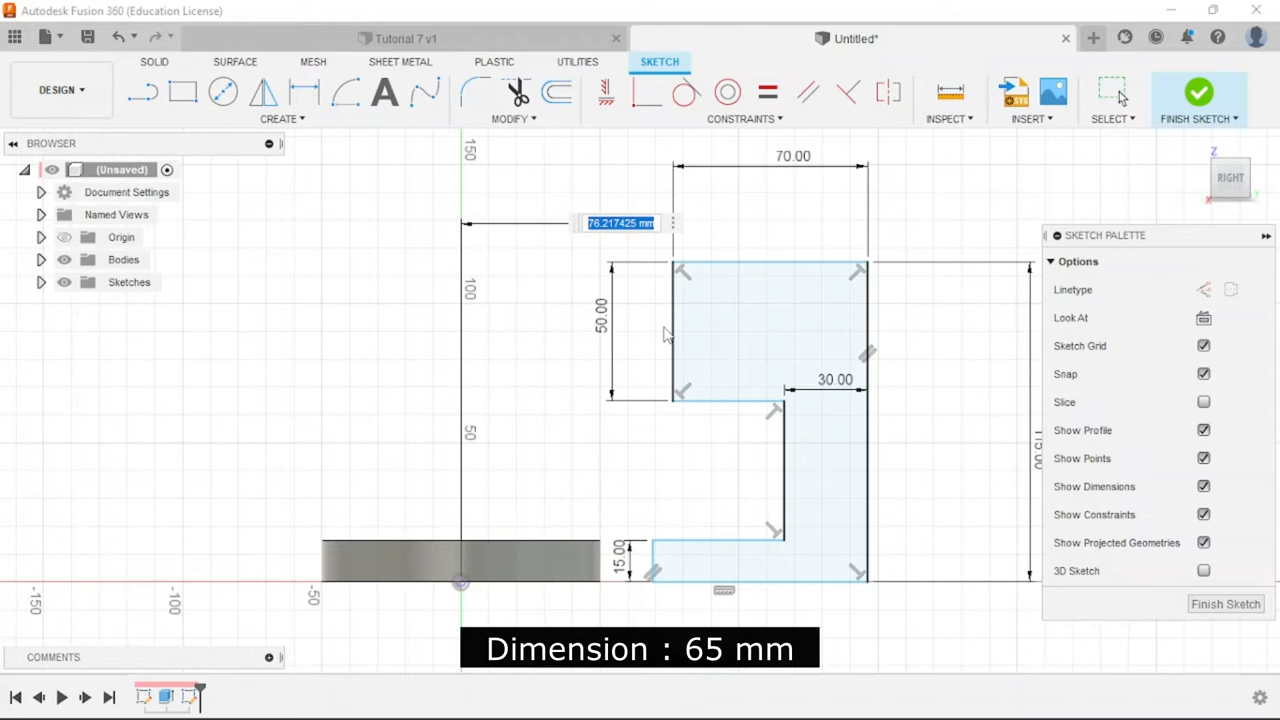 Autodesk Fusion 360 (Education License)
Tutorial 7 v1
Untitled*
DESIGN
SOLID SURFACE MESH SHEET METAL PLASTIC UTILITIES SKETCH
CREATE MODIFY CONSTRAINTS INSPECT INSERT SELECT FINISH SKETCH
BROWSER
(Unsaved)
Document Settings
Named Views
Origin
Bodies
Sketches
150
100
50
-50
-100
-150
70.00
76.217425 mm
50.00
30.00
15.00
Z
RIGHT
SKETCH PALETTE
Options
Linetype
Look At
Sketch Grid
Snap
Slice
Show Profile
Show Points
Show Dimensions
Show Constraints
Show Projected Geometries
3D Sketch
Finish Sketch
Dimension : 65 mm
COMMENTS